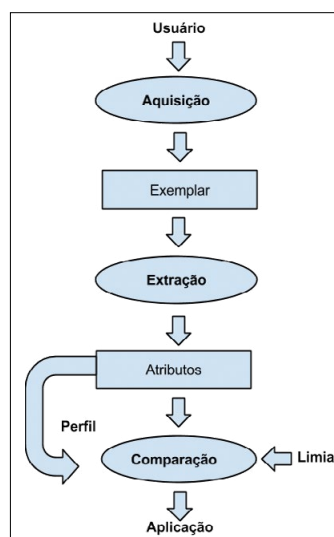 Usuário
Aquisição
Exemplar
Extração
Atributos
Perfil
Comparação
Limia
Aplicação